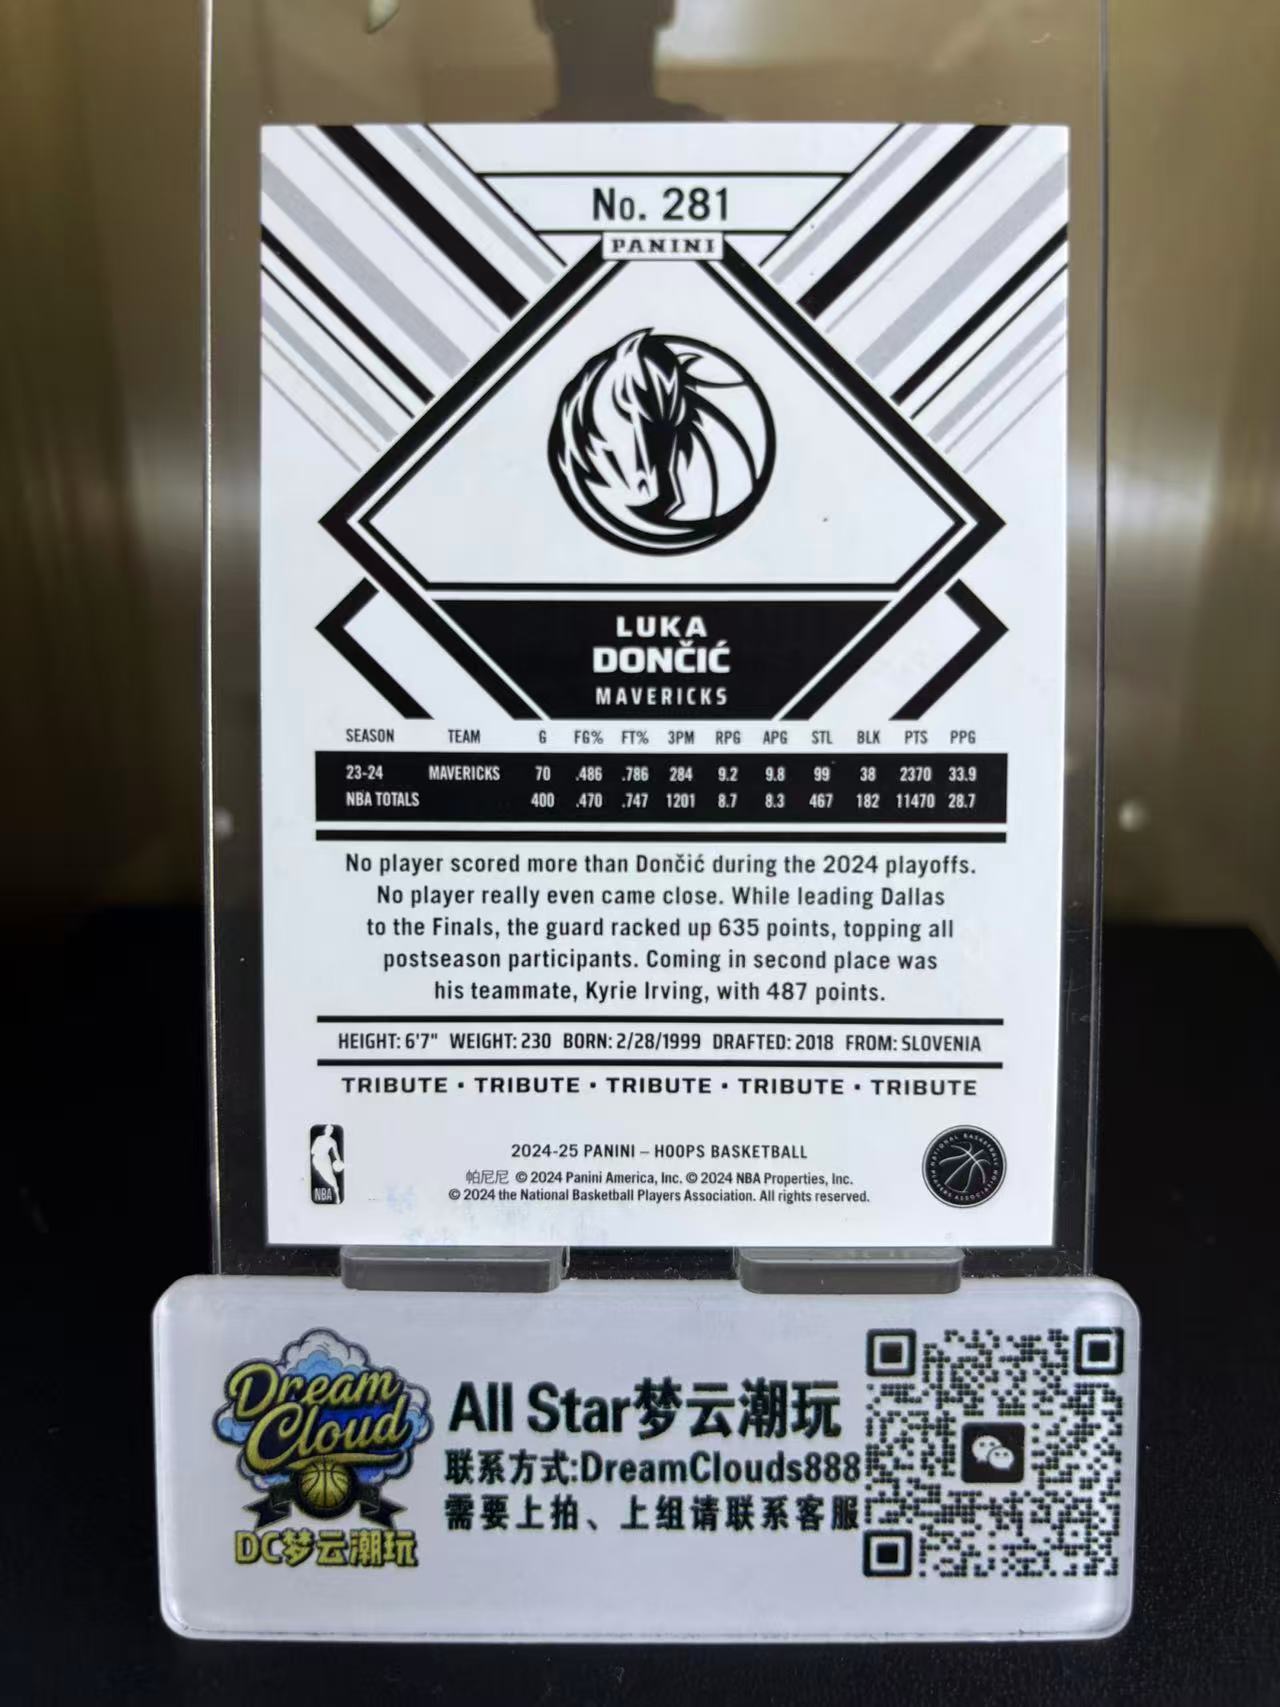 No. 281
PANINI
LUKA
DONČIĆ
MAVERICKS
SEASON TEAM G FG% FT% 3PM RPG APG STL BLK PTS PPG
23-24 MAVERICKS 70 .486 .786 284 9.2 9.8 99 38 2370 33.9
NBA TOTALS 400 .470 .747 1201 8.7 8.3 467 182 11470 28.7
No player scored more than Dončić during the 2024 playoffs.
No player really even came close. While leading Dallas
to the Finals, the guard racked up 635 points, topping all
postseason participants. Coming in second place was
his teammate, Kyrie Irving, with 487 points.
HEIGHT: 6'7" WEIGHT: 230 BORN: 2/28/1999 DRAFTED: 2018 FROM: SLOVENIA
TRIBUTE • TRIBUTE • TRIBUTE • TRIBUTE • TRIBUTE
NBA
2024-25 PANINI – HOOPS BASKETBALL
帕尼尼 © 2024 Panini America, Inc. © 2024 NBA Properties, Inc.
© 2024 the National Basketball Players Association. All rights reserved.
NATIONAL BASKETBALL PLAYERS ASSOCIATION
Dream
Cloud
DC梦云潮玩
All Star梦云潮玩
联系方式:DreamClouds888
需要上拍、上组请联系客服